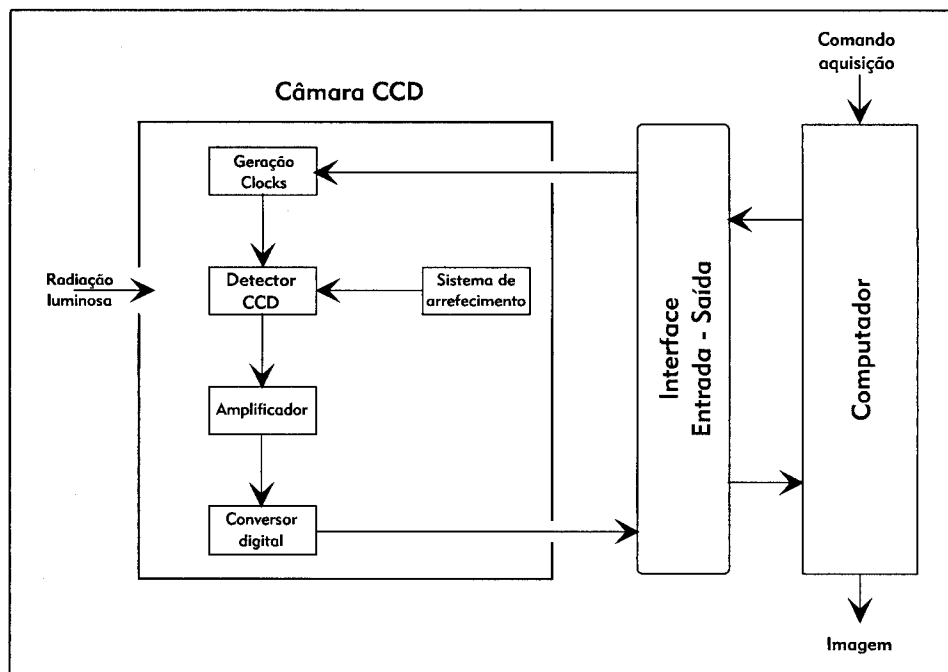 Comando
aquisição
Câmara CCD
Geração
Clocks
Radiação
luminosa
Detector
CCD
Sistema de
arrefecimento
Amplificador
Conversor
digital
Interface
Entrada - Saída
Computador
Imagem